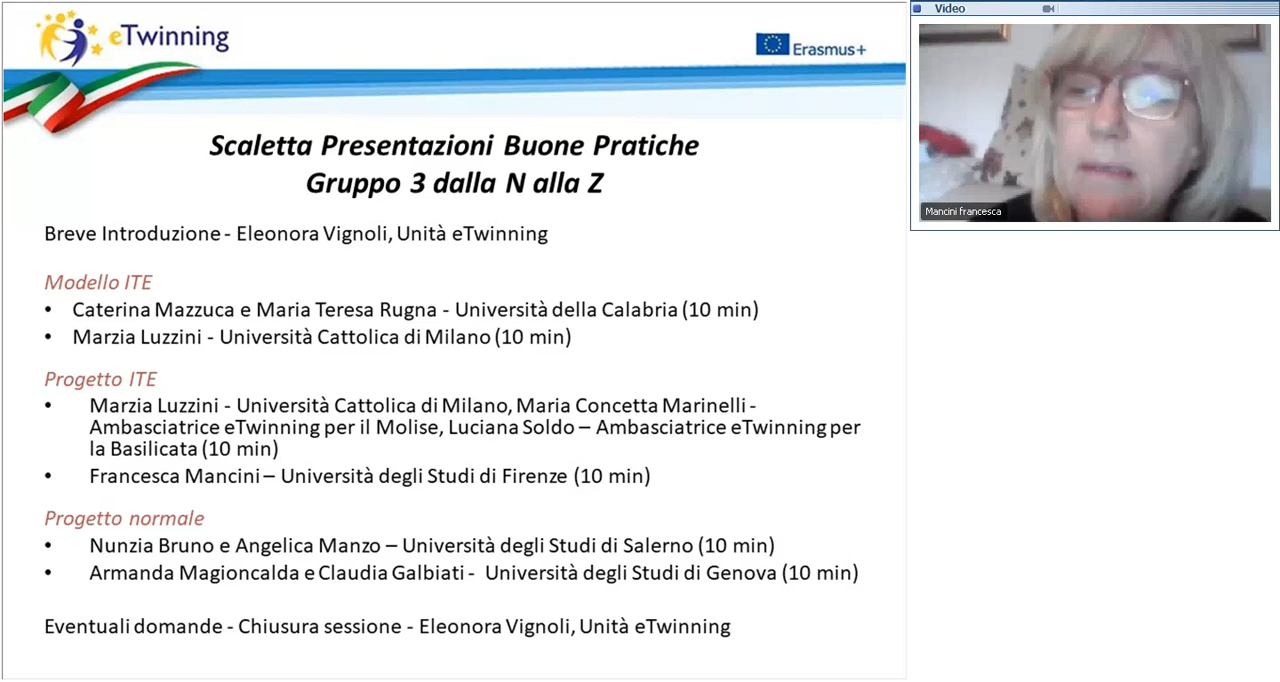 eTwinning
Erasmus+
Scaletta Presentazioni Buone Pratiche
Gruppo 3 dalla N alla Z
Breve Introduzione - Eleonora Vignoli, Unità eTwinning
Modello ITE
• Caterina Mazzuca e Maria Teresa Rugna - Università della Calabria (10 min)
• Marzia Luzzini - Università Cattolica di Milano (10 min)
Progetto ITE
• Marzia Luzzini - Università Cattolica di Milano, Maria Concetta Marinelli -
Ambasciatrice eTwinning per il Molise, Luciana Soldo – Ambasciatrice eTwinning per
la Basilicata (10 min)
• Francesca Mancini – Università degli Studi di Firenze (10 min)
Progetto normale
• Nunzia Bruno e Angelica Manzo – Università degli Studi di Salerno (10 min)
• Armanda Magioncalda e Claudia Galbiati - Università degli Studi di Genova (10 min)
Eventuali domande - Chiusura sessione - Eleonora Vignoli, Unità eTwinning
Video
Mancini francesca